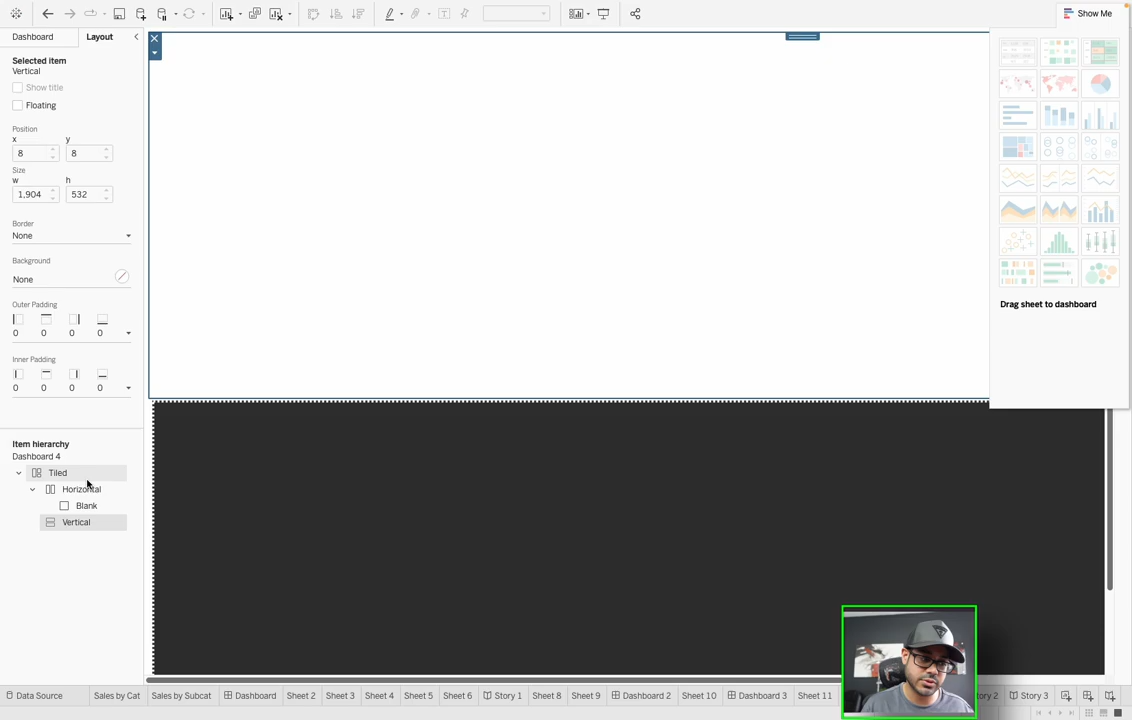 Show Me
Dashboard
Layout
Selected item
Vertical
Show title
Floating
Position
x y
8 8
Size
w h
1,904 532
Border
None
Background
None
Outer Padding
0 0 0 0
Inner Padding
0 0 0 0
Drag sheet to dashboard
Item hierarchy
Dashboard 4
Tiled
Horizontal
Blank
Vertical
Data Source Sales by Cat Sales by Subcat Dashboard Sheet 2 Sheet 3 Sheet 4 Sheet 5 Sheet 6 Story 1 Sheet 8 Sheet 9 Dashboard 2 Sheet 10 Dashboard 3 Sheet 11 tory 2 Story 3